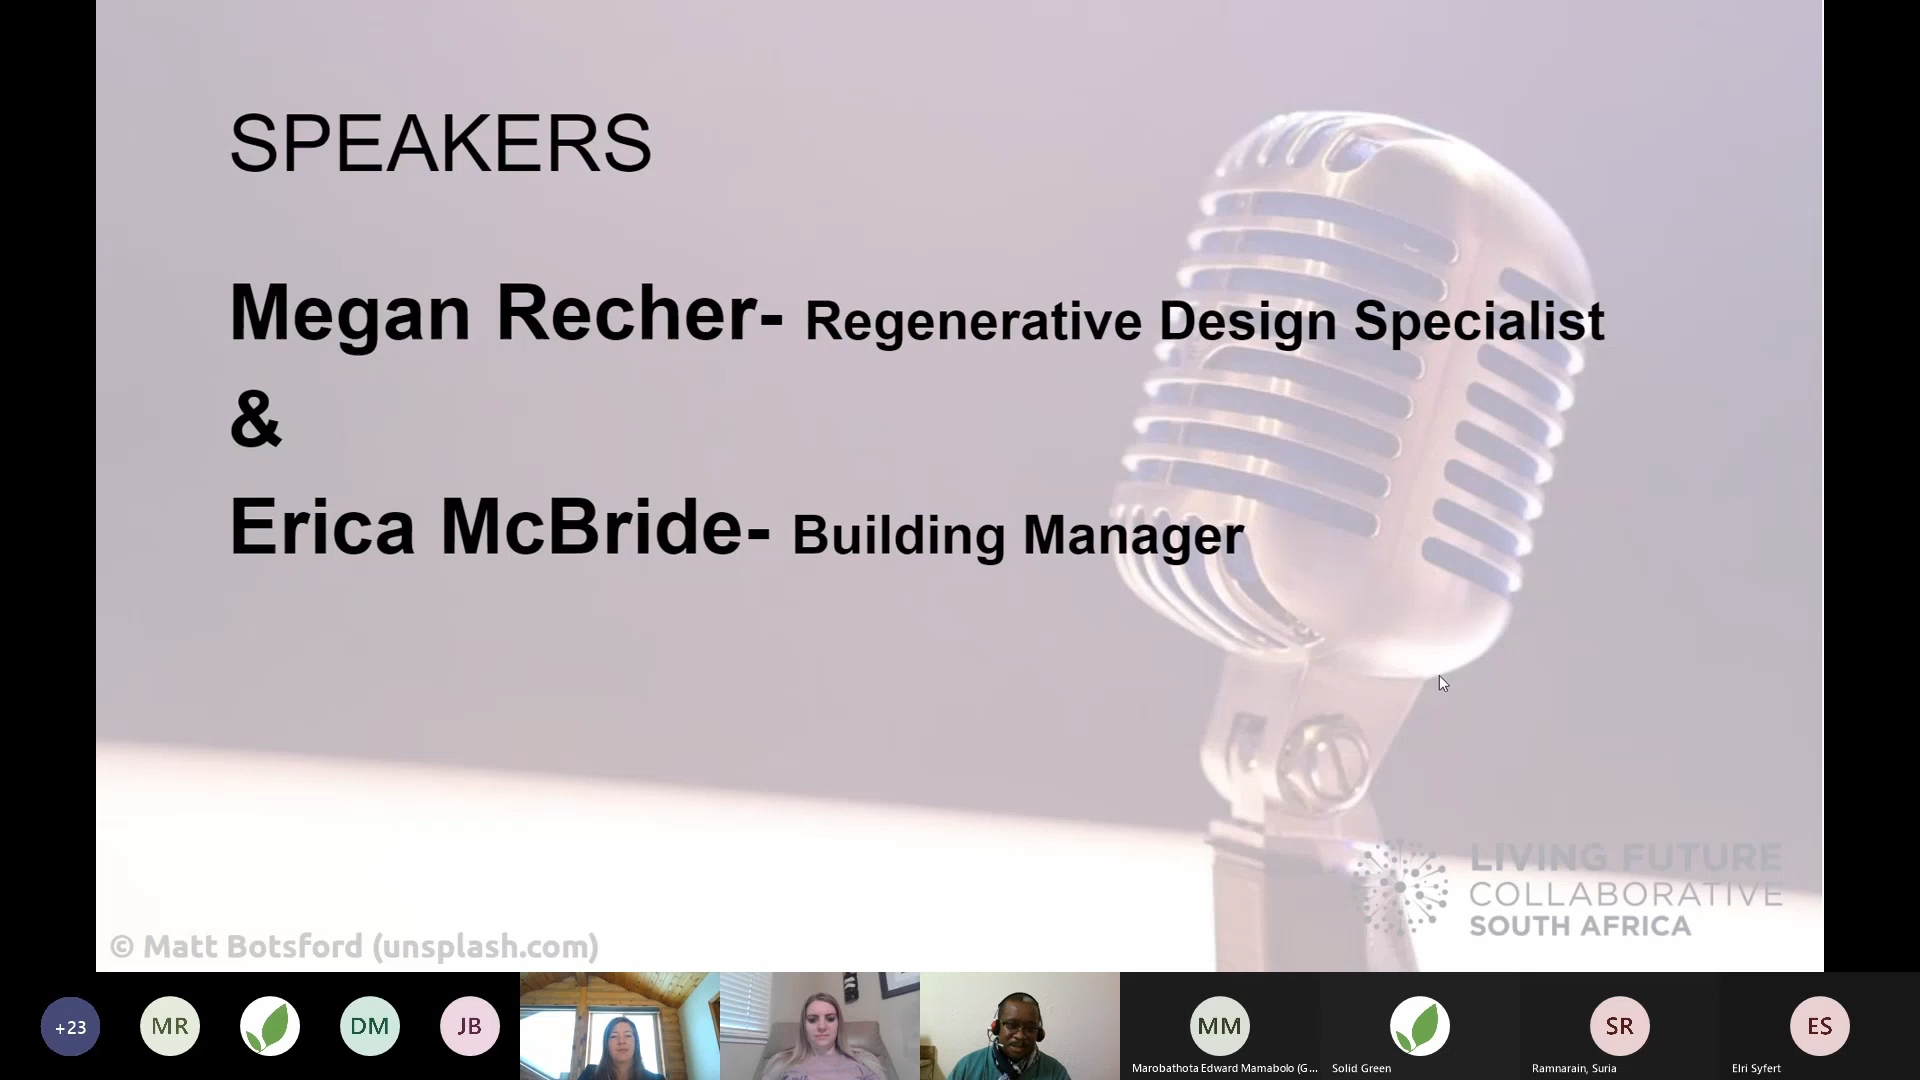 SPEAKERS
Megan Recher- Regenerative Design Specialist
&
Erica McBride- Building Manager
LIVING FUTURE
COLLABORATIVE
SOUTH AFRICA
© Matt Botsford (unsplash.com)
+23
MR
DM
JB
MM
SR
ES
Marobathota Edward Mamabolo (G...
Solid Green
Ramnarain, Suria
Elri Syfert